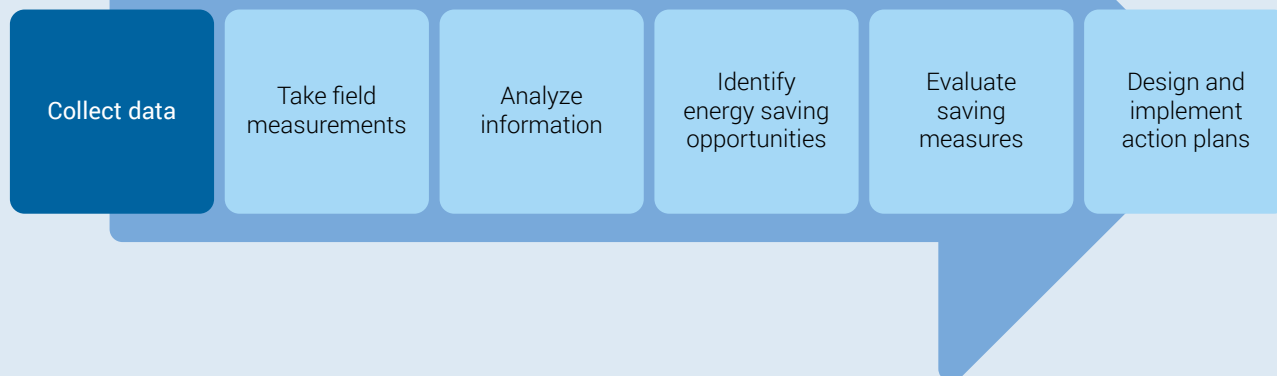 Collect data
Take field
measurements
Analyze
information
Identify
energy saving
opportunities
Evaluate
saving
measures
Design and
implement
action plans